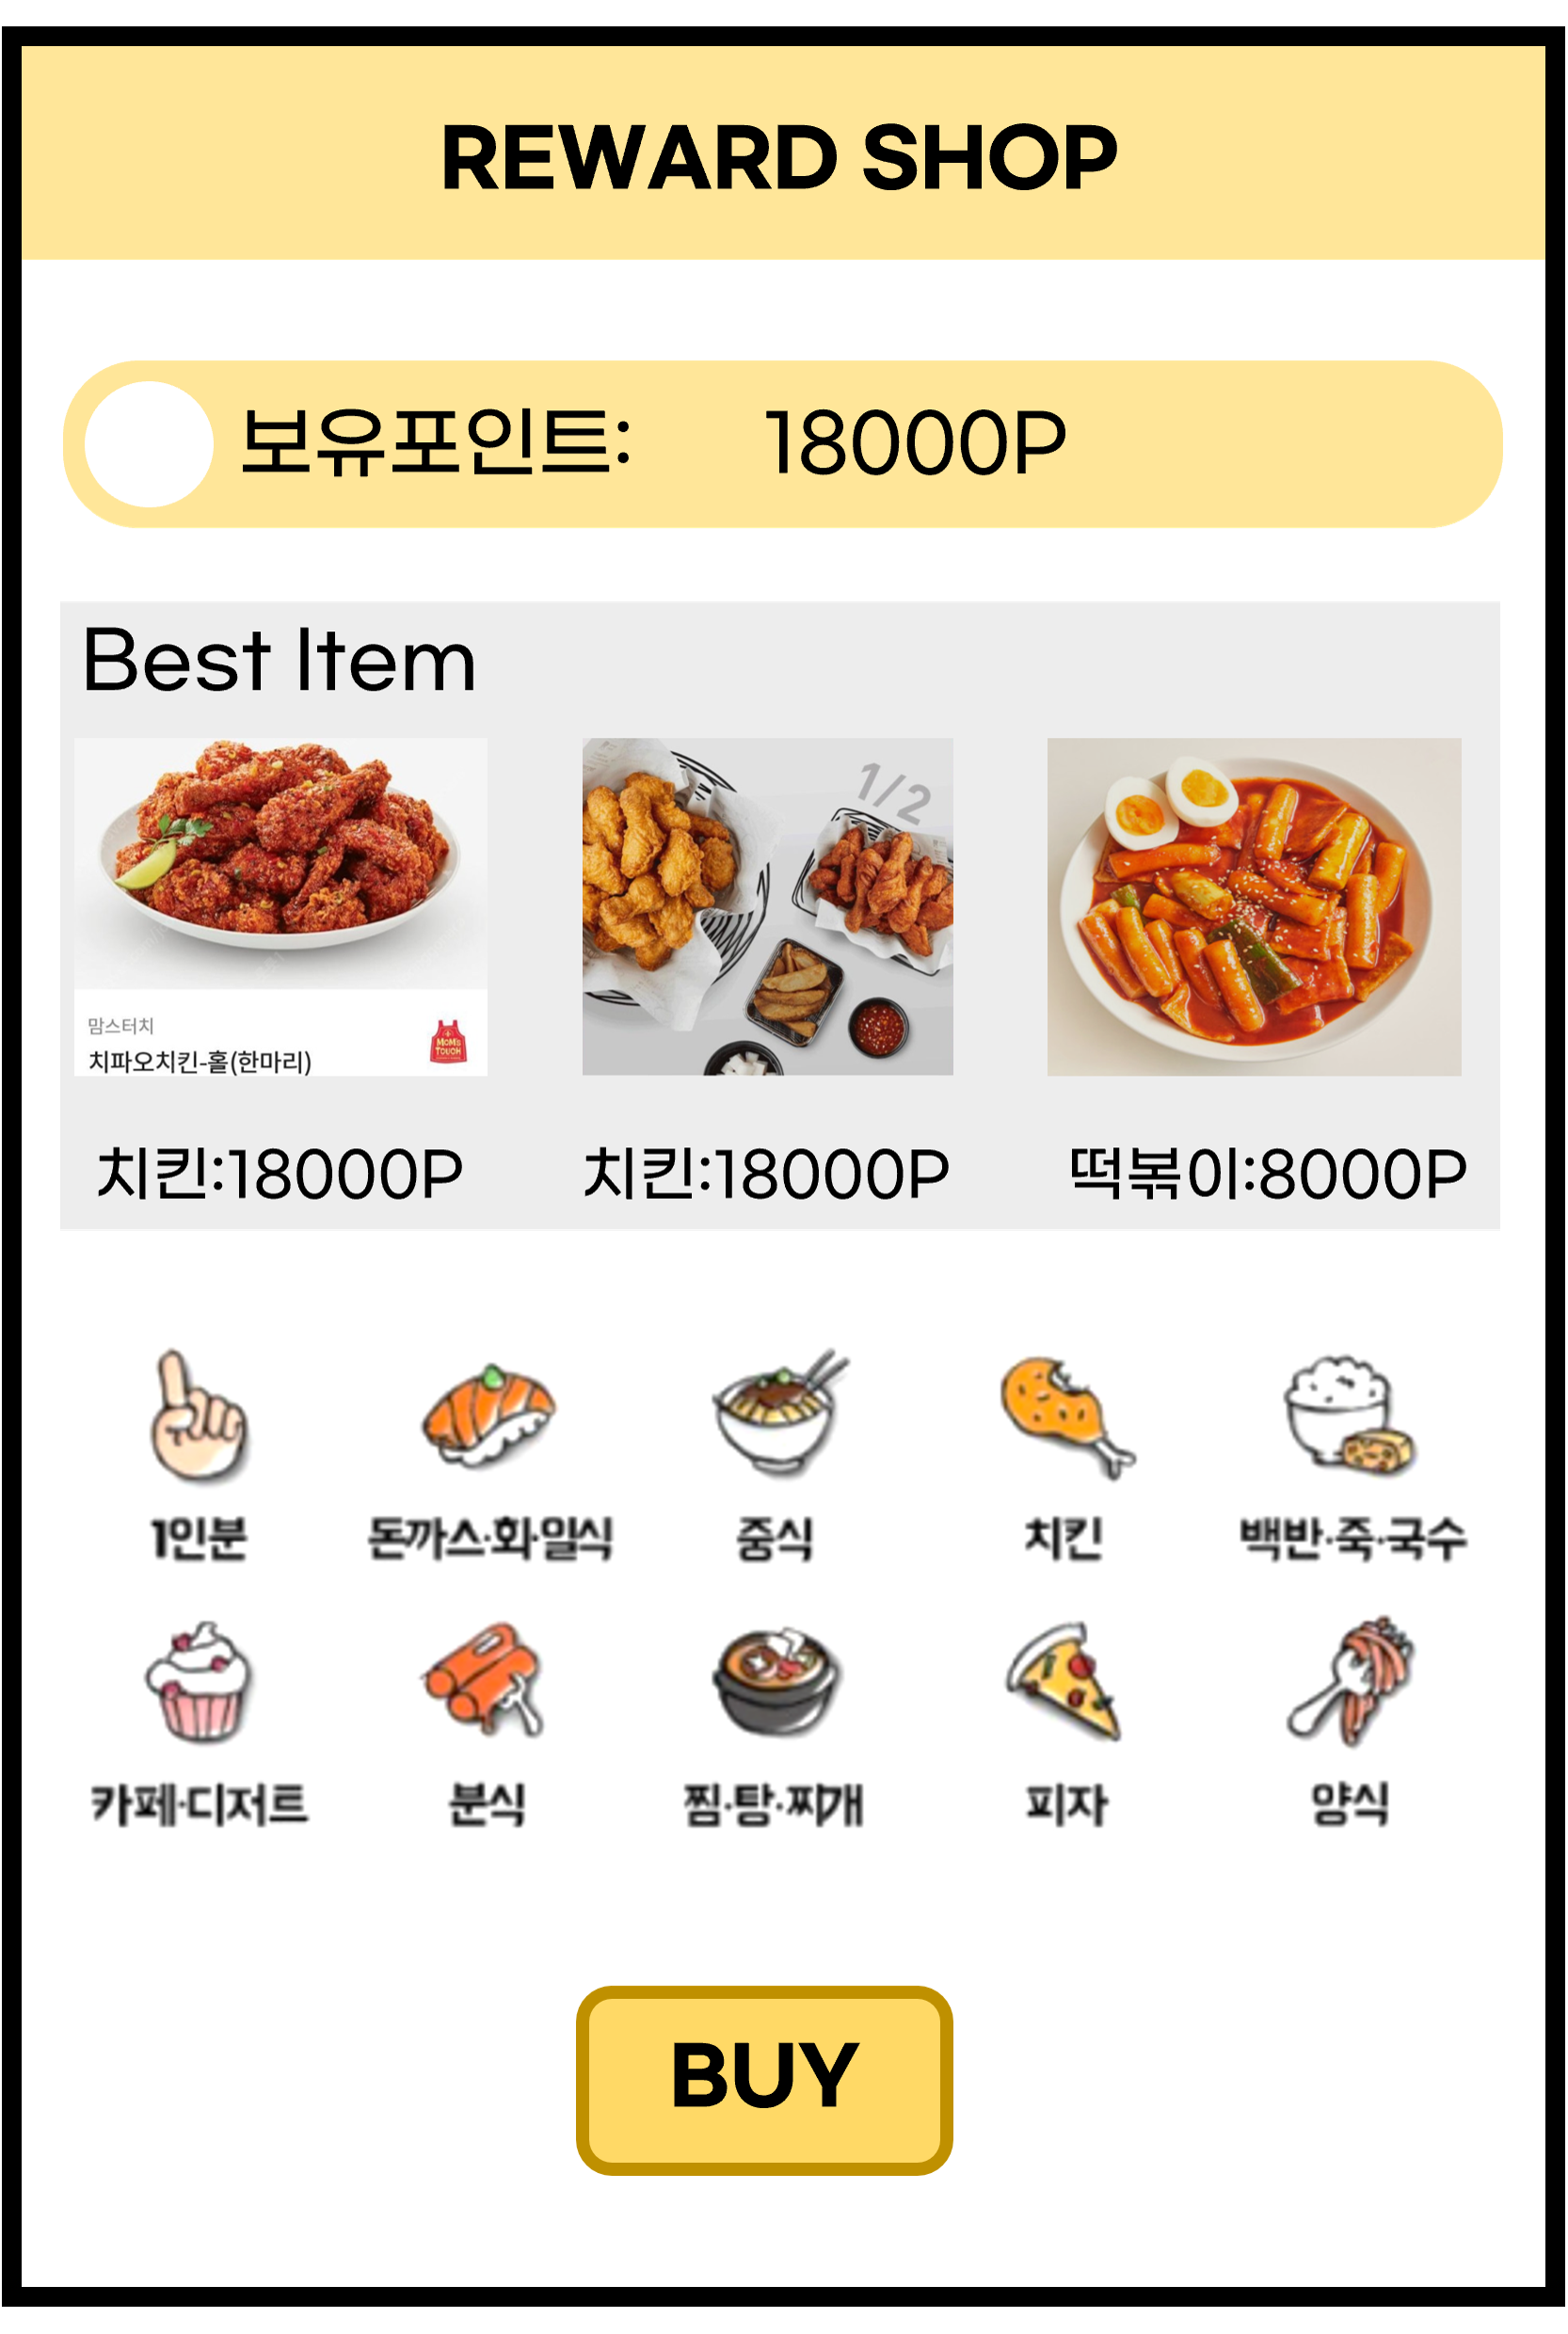 REWARD SHOP
보유포인트: 18000P
Best Item
1/2
맘스터치
MOM'S
TOUCH
치파오치킨-홀(한마리)
치킨:18000P 치킨:18000P 떡볶이:8000P
1인분 돈까스·회·일식 중식 치킨 백반·죽·국수
카페·디저트 분식 찜·탕·찌개 피자 양식
BUY